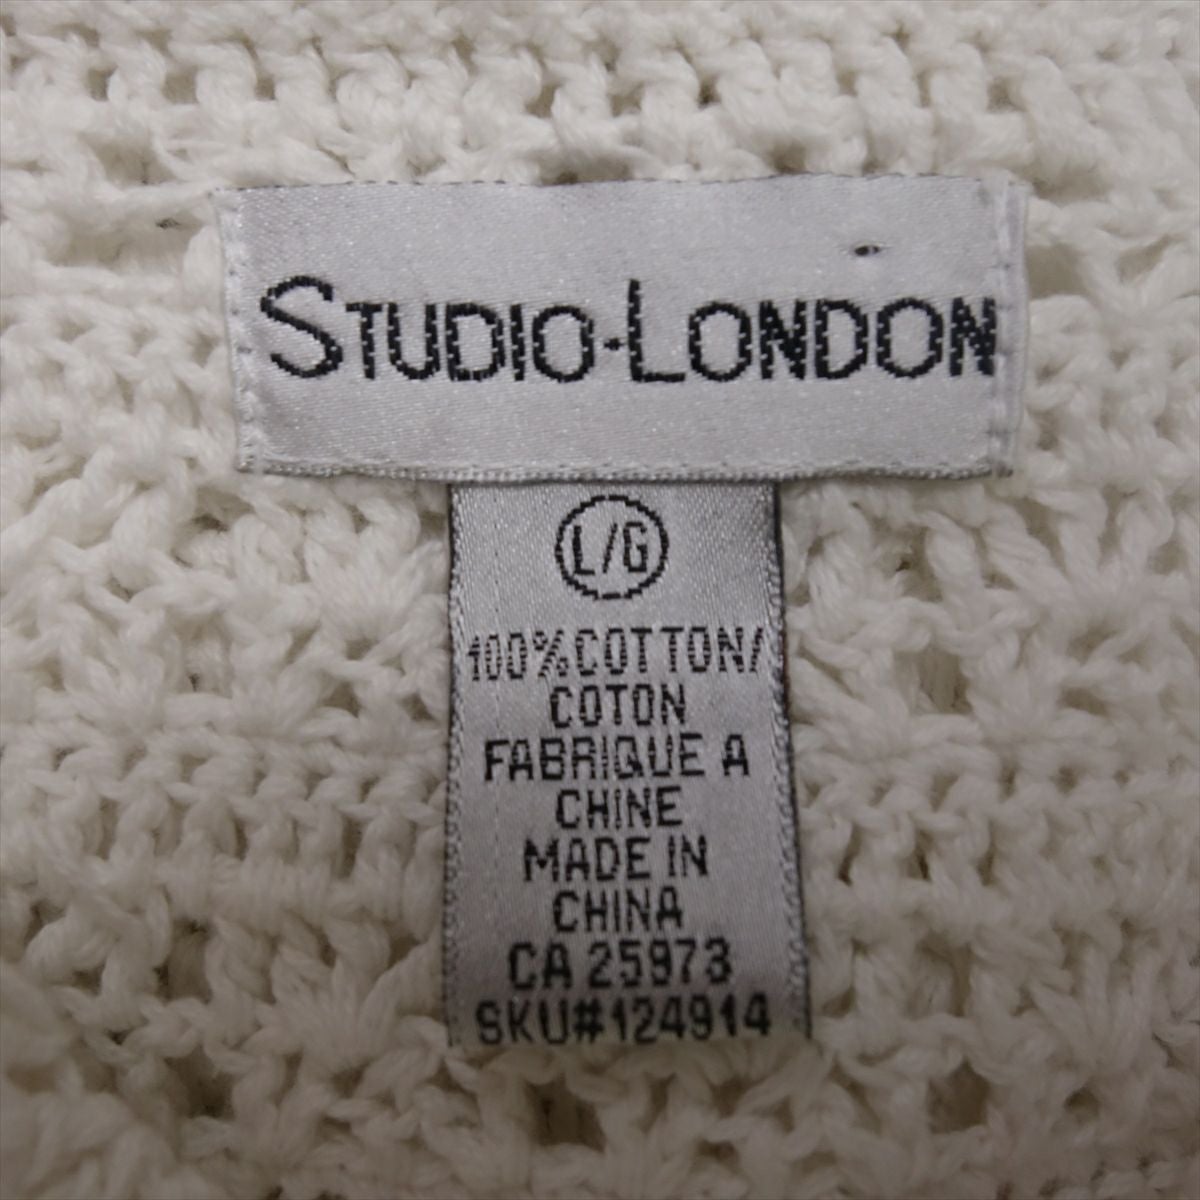 STUDIO·LONDON
L/G
100% COTTON/
COTON
FABRIQUE A
CHINE
MADE IN
CHINA
CA 25973
SKU#124914